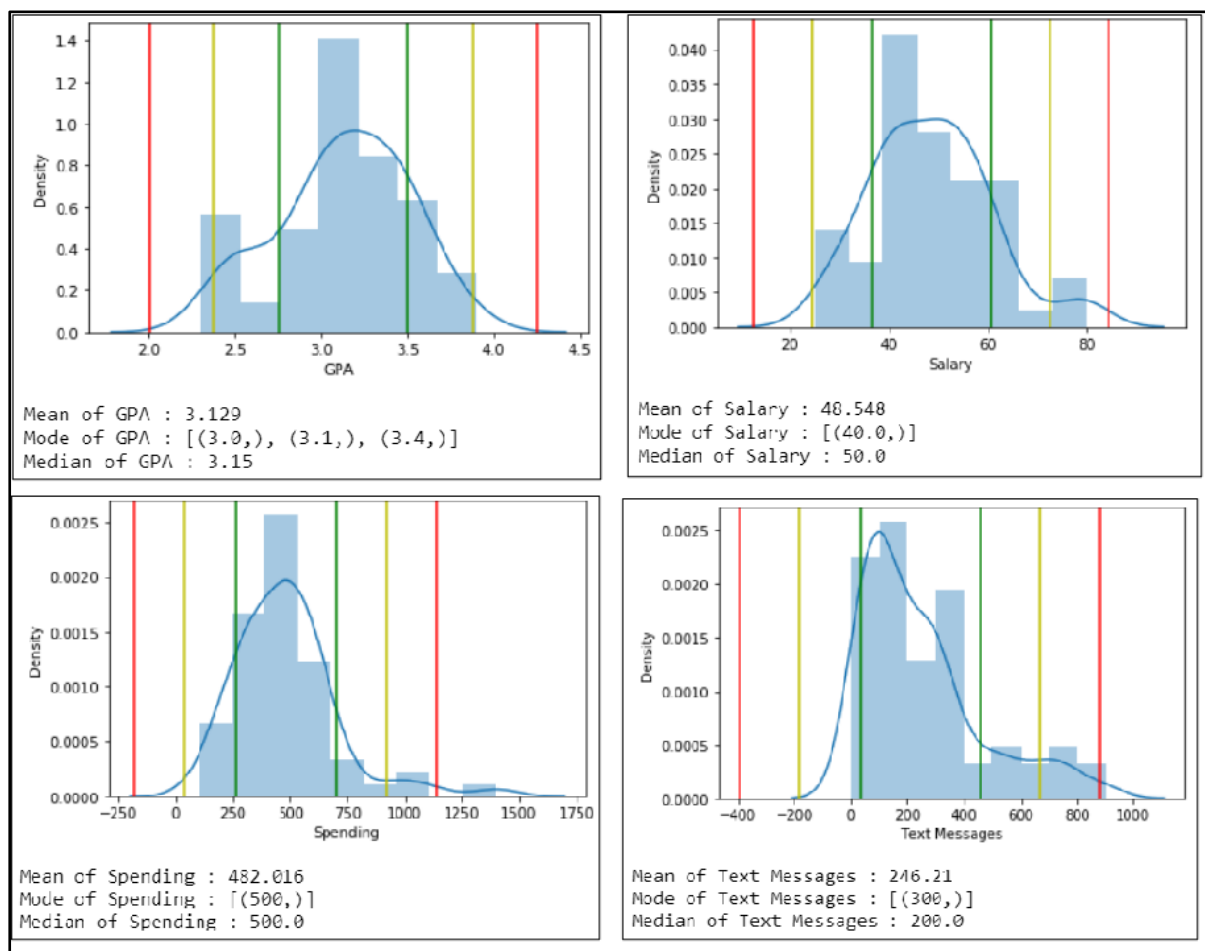 1.4
1.2
1.0
0.8
0.6
0.4
0.2
0.0
Density
2.0 2.5 3.0 3.5 4.0 4.5
GPA
Mean of GPA : 3.129
Mode of GPA : [(3.0,), (3.1,), (3.4,)]
Median of GPA : 3.15
0.040
0.035
0.030
0.025
0.020
0.015
0.010
0.005
0.000
Density
20 40 60 80
Salary
Mean of Salary : 48.548
Mode of Salary : [(40.0,)]
Median of Salary : 50.0
0.0025
0.0020
0.0015
0.0010
0.0005
0.0000
Density
−250 0 250 500 750 1000 1250 1500 1750
Spending
Mean of Spending : 482.016
Mode of Spending : [(500,)]
Median of Spending : 500.0
0.0025
0.0020
0.0015
0.0010
0.0005
0.0000
Density
−400 −200 0 200 400 600 800 1000
Text Messages
Mean of Text Messages : 246.21
Mode of Text Messages : [(300,)]
Median of Text Messages : 200.0